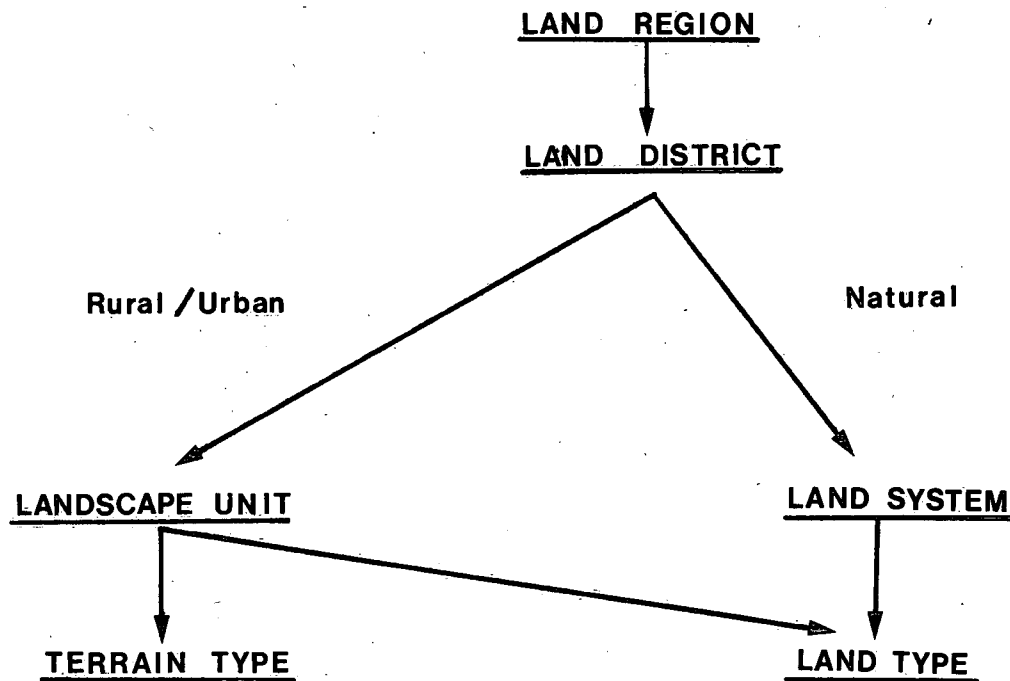 LAND REGION
LAND DISTRICT
Rural/Urban
Natural
LANDSCAPE UNIT
LAND SYSTEM
TERRAIN TYPE
LAND TYPE